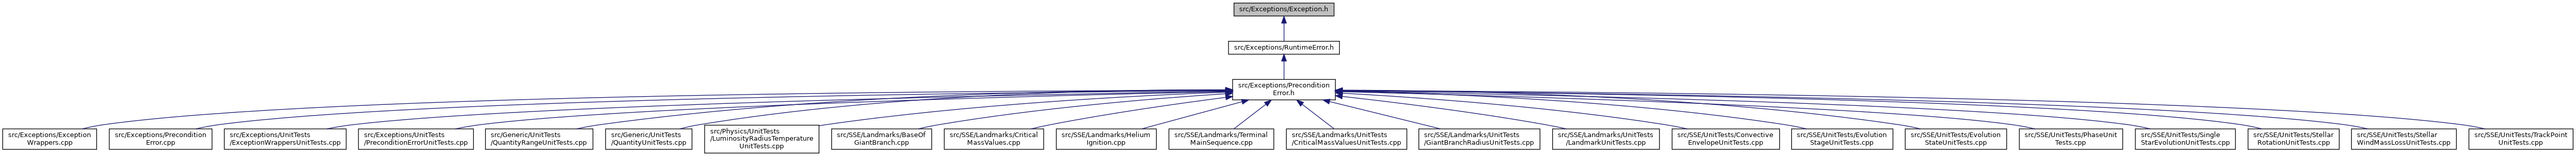 src/Exceptions/Exception.h
src/Exceptions/RuntimeError.h
src/Exceptions/Precondition
Error.h
src/Exceptions/Exception
Wrappers.cpp
src/Exceptions/Precondition
Error.cpp
src/Exceptions/UnitTests
/ExceptionWrappersUnitTests.cpp
src/Exceptions/UnitTests
/PreconditionErrorUnitTests.cpp
src/Generic/UnitTests
/QuantityRangeUnitTests.cpp
src/Generic/UnitTests
/QuantityUnitTests.cpp
src/Physics/UnitTests
/LuminosityRadiusTemperature
UnitTests.cpp
src/SSE/Landmarks/BaseOf
GiantBranch.cpp
src/SSE/Landmarks/Critical
MassValues.cpp
src/SSE/Landmarks/Helium
Ignition.cpp
src/SSE/Landmarks/Terminal
MainSequence.cpp
src/SSE/Landmarks/UnitTests
/CriticalMassValuesUnitTests.cpp
src/SSE/Landmarks/UnitTests
/GiantBranchRadiusUnitTests.cpp
src/SSE/Landmarks/UnitTests
/LandmarkUnitTests.cpp
src/SSE/UnitTests/Convective
EnvelopeUnitTests.cpp
src/SSE/UnitTests/Evolution
StageUnitTests.cpp
src/SSE/UnitTests/Evolution
StateUnitTests.cpp
src/SSE/UnitTests/PhaseUnit
Tests.cpp
src/SSE/UnitTests/Single
StarEvolutionUnitTests.cpp
src/SSE/UnitTests/Stellar
RotationUnitTests.cpp
src/SSE/UnitTests/Stellar
WindMassLossUnitTests.cpp
src/SSE/UnitTests/TrackPoint
UnitTests.cpp